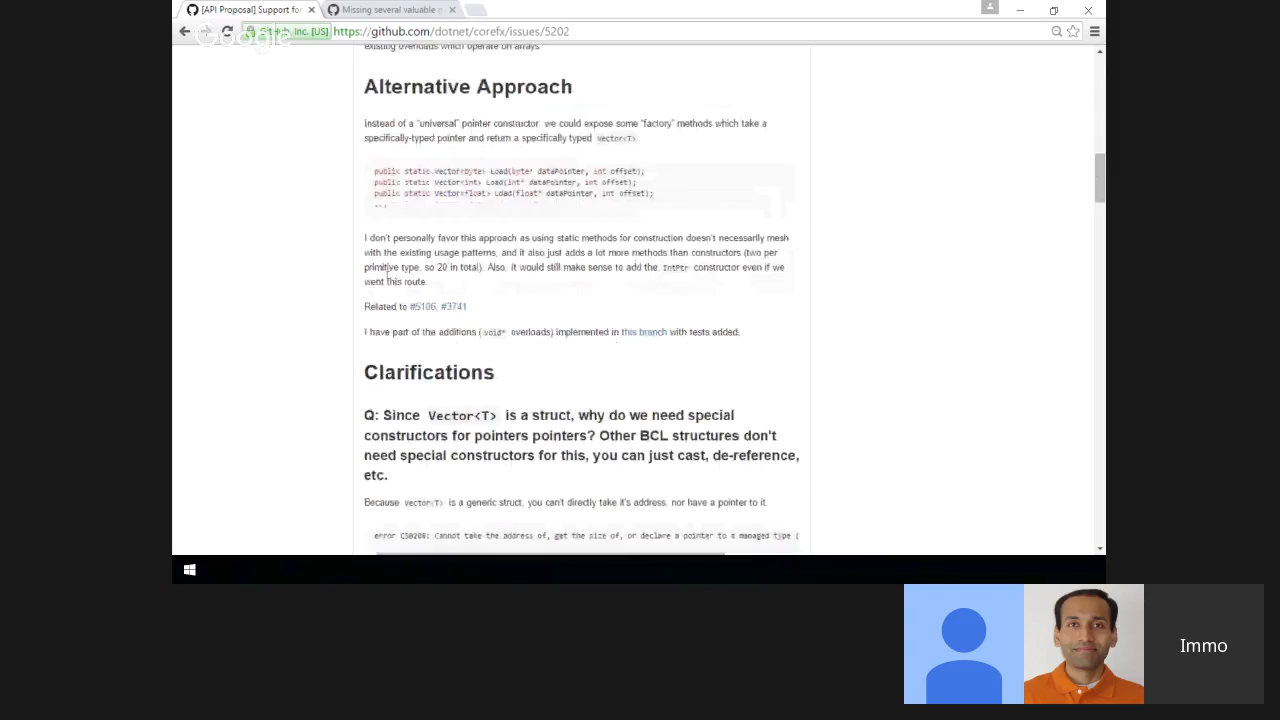 [API Proposal] Support for
Missing several valuable
Google
GitHub, Inc. [US]
https://github.com/dotnet/corefx/issues/5202
existing overloads which operate on arrays.
Alternative Approach
Instead of a "universal" pointer constructor, we could expose some "factory" methods which take a
specifically-typed pointer and return a specifically typed Vector<T>.
public static Vector<byte> Load(byte* dataPointer, int offset);
public static Vector<int> Load(int* dataPointer, int offset);
public static Vector<float> Load(float* dataPointer, int offset);
...
I don't personally favor this approach as using static methods for construction doesn't necessarily mesh
with the existing usage patterns, and it also just adds a lot more methods than constructors (two per
primitive type, so 20 in total). Also, it would still make sense to add the IntPtr constructor even if we
went this route.
Related to #5106, #3741
I have part of the additions (void* overloads) implemented in this branch with tests added.
Clarifications
Q: Since Vector<T> is a struct, why do we need special
constructors for pointers pointers? Other BCL structures don't
need special constructors for this, you can just cast, de-reference,
etc.
Because Vector<T> is a generic struct, you can't directly take it's address, nor have a pointer to it.
error CS0208: Cannot take the address of, get the size of, or declare a pointer to a managed type (
Immo